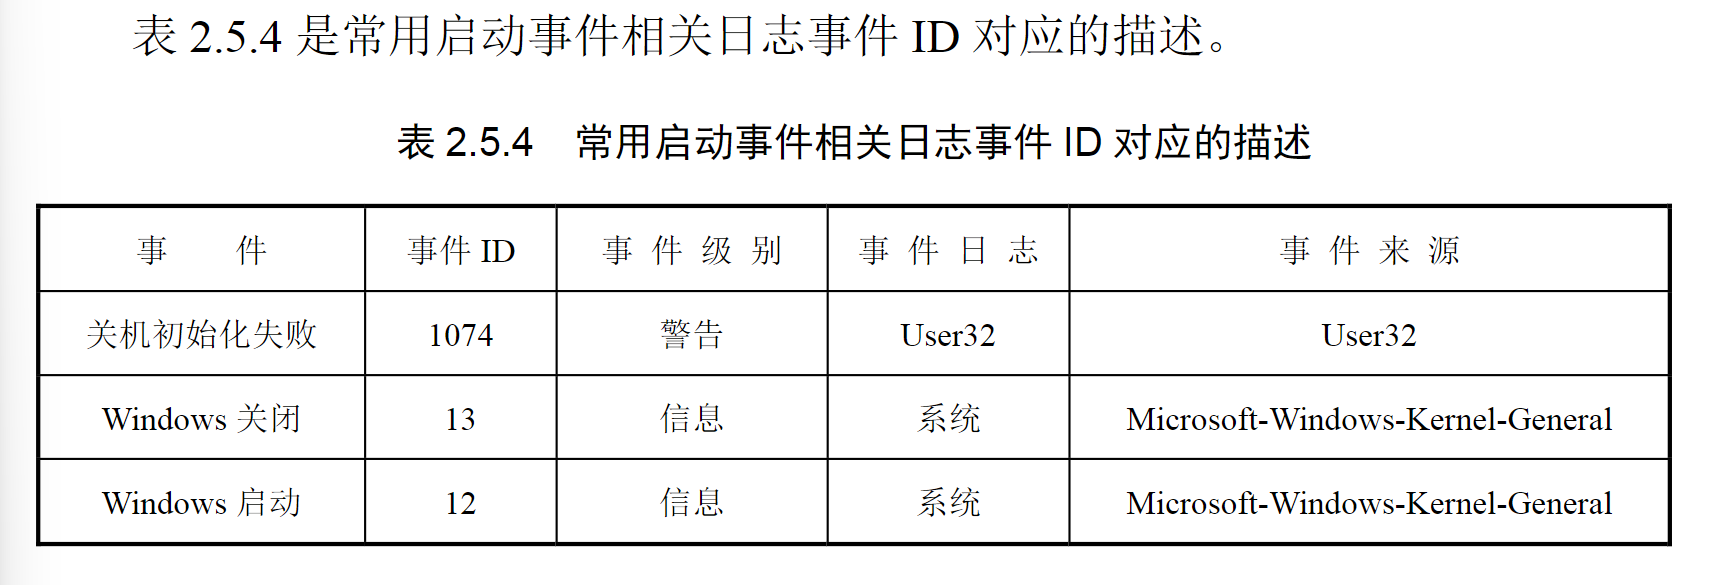 表 2.5.4 是常用启动事件相关日志事件 ID 对应的描述。
表 2.5.4 常用启动事件相关日志事件 ID 对应的描述
事 件 事件 ID 事件级别 事件日志 事件来源
关机初始化失败 1074 警告 User32 User32
Windows 关闭 13 信息 系统 Microsoft-Windows-Kernel-General
Windows 启动 12 信息 系统 Microsoft-Windows-Kernel-General